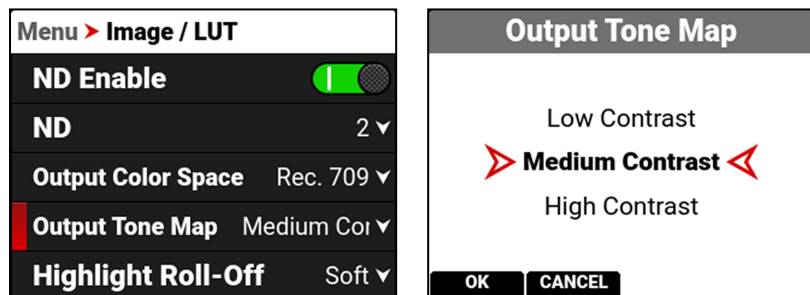 Menu > Image / LUT
ND Enable
ND 2
Output Color Space Rec. 709
Output Tone Map Medium Cor
Highlight Roll-Off Soft
Output Tone Map
Low Contrast
Medium Contrast
High Contrast
OK CANCEL